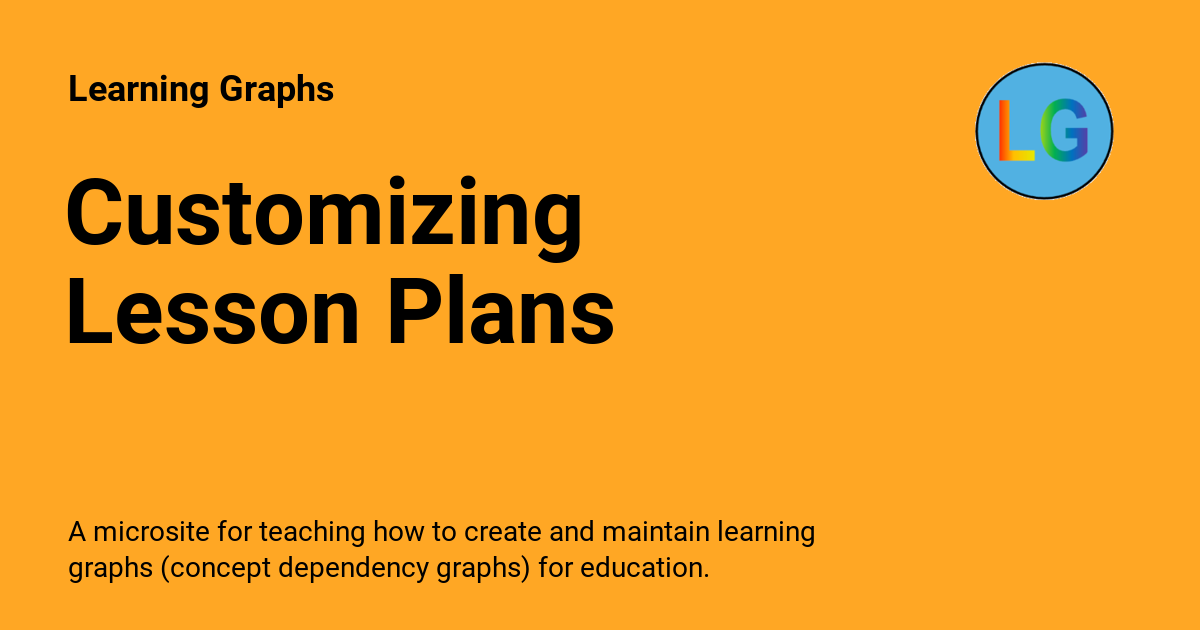 Learning Graphs
LG
Customizing
Lesson Plans
A microsite for teaching how to create and maintain learning
graphs (concept dependency graphs) for education.